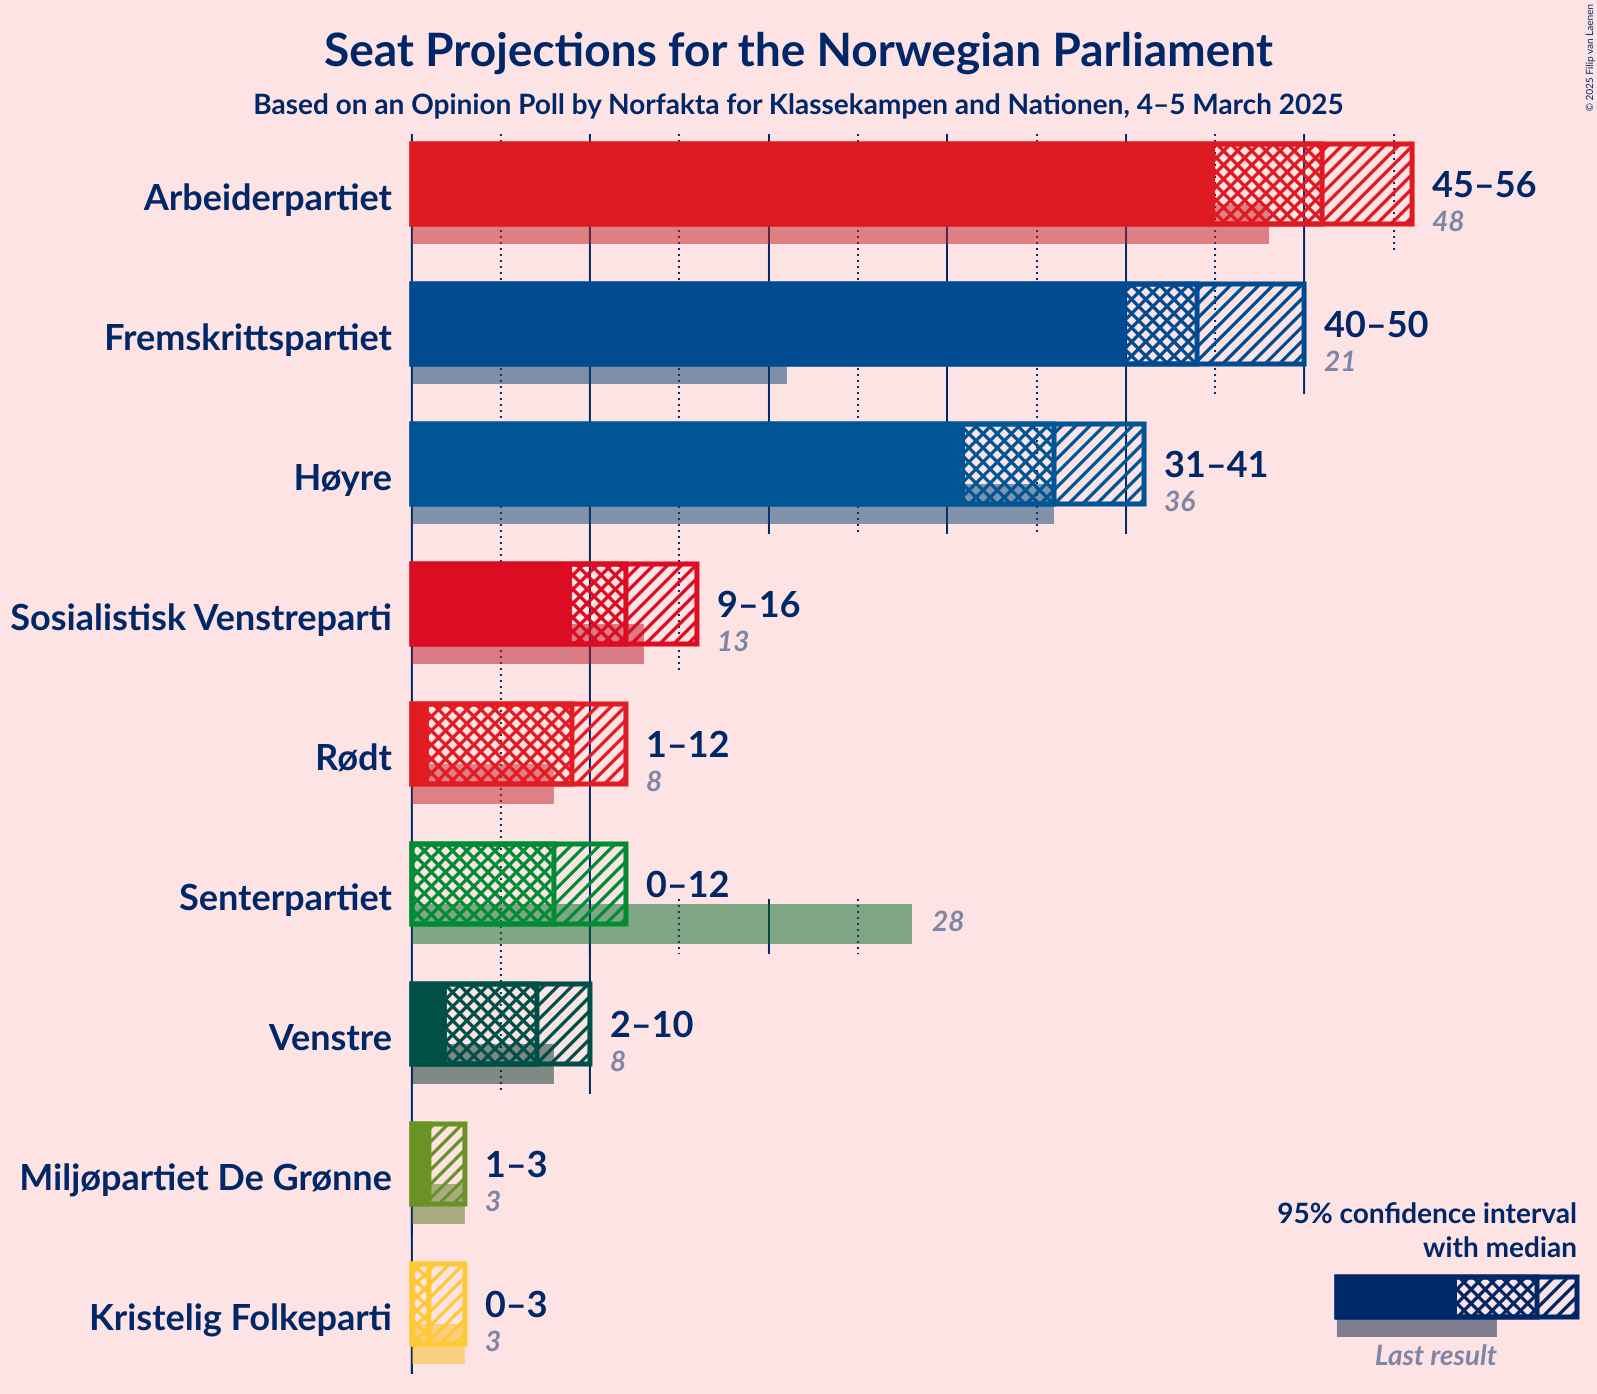 Seat Projections for the Norwegian Parliament
Based on an Opinion Poll by Norfakta for Klassekampen and Nationen, 4–5 March 2025
© 2025 Filip van Laenen
Arbeiderpartiet
45–56
48
Fremskrittspartiet
40–50
21
Høyre
31–41
36
Sosialistisk Venstreparti
9–16
13
Rødt
1–12
8
Senterpartiet
0–12
28
Venstre
2–10
8
Miljøpartiet De Grønne
1–3
3
Kristelig Folkeparti
0–3
3
95% confidence interval
with median
Last result